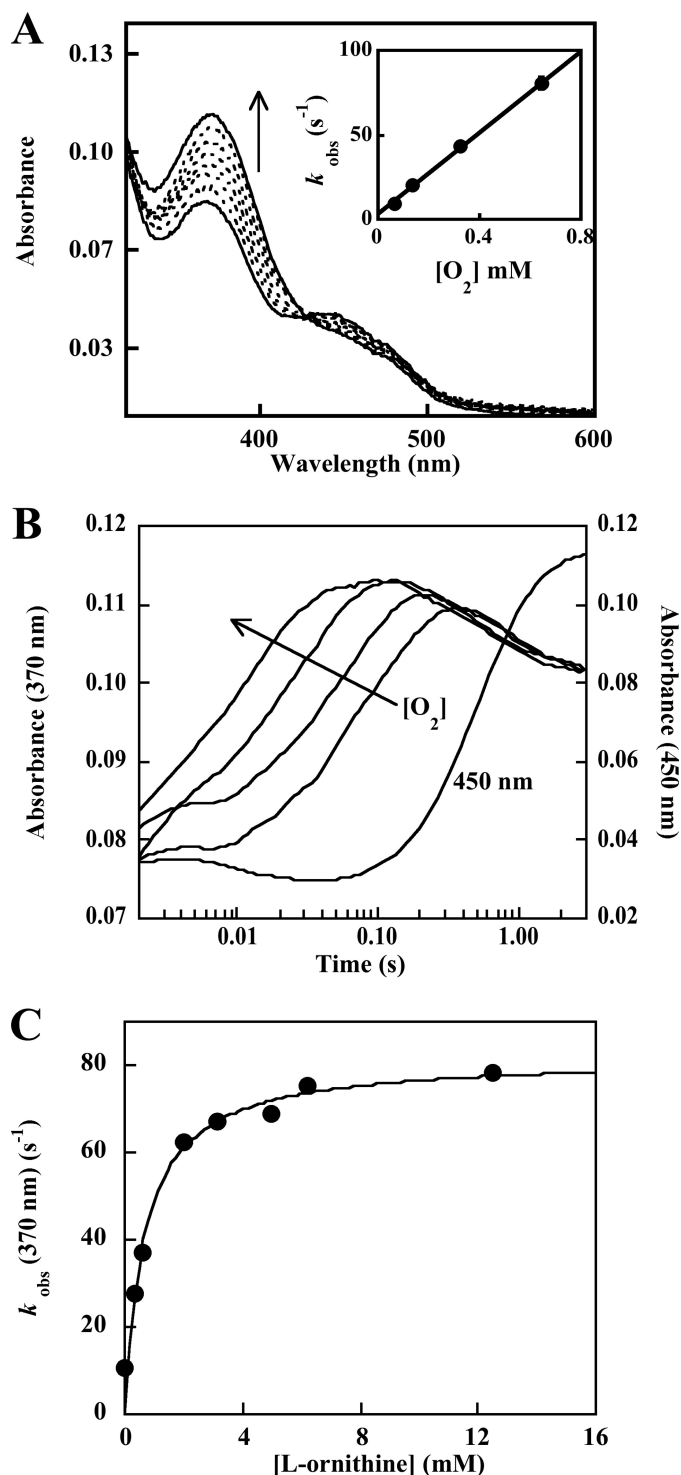 A
0.13
0.10
0.07
0.03
Absorbance
400
500
600
Wavelength (nm)
100
50
0
k obs (s-1)
0
0.4
0.8
[O2] mM
B
0.12
0.11
0.10
0.09
0.08
0.07
Absorbance (370 nm)
0.12
0.10
0.08
0.06
0.04
0.02
Absorbance (450 nm)
[O2]
450 nm
0.01
0.10
1.00
Time (s)
C
80
60
40
20
0
k obs (370 nm) (s-1)
0
4
8
12
16
[L-ornithine] (mM)